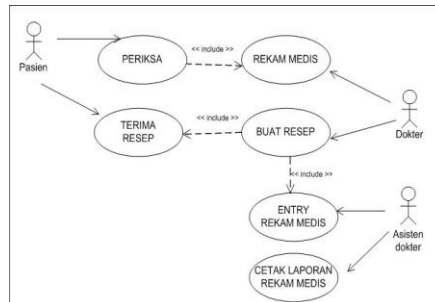 Pasien
PERIKSA
<< include >>
REKAM MEDIS
TERIMA
RESEP
<< include >>
BUAT RESEP
Dokter
<< include >>
ENTRY
REKAM MEDIS
Asisten
dokter
CETAK LAPORAN
REKAM MEDIS